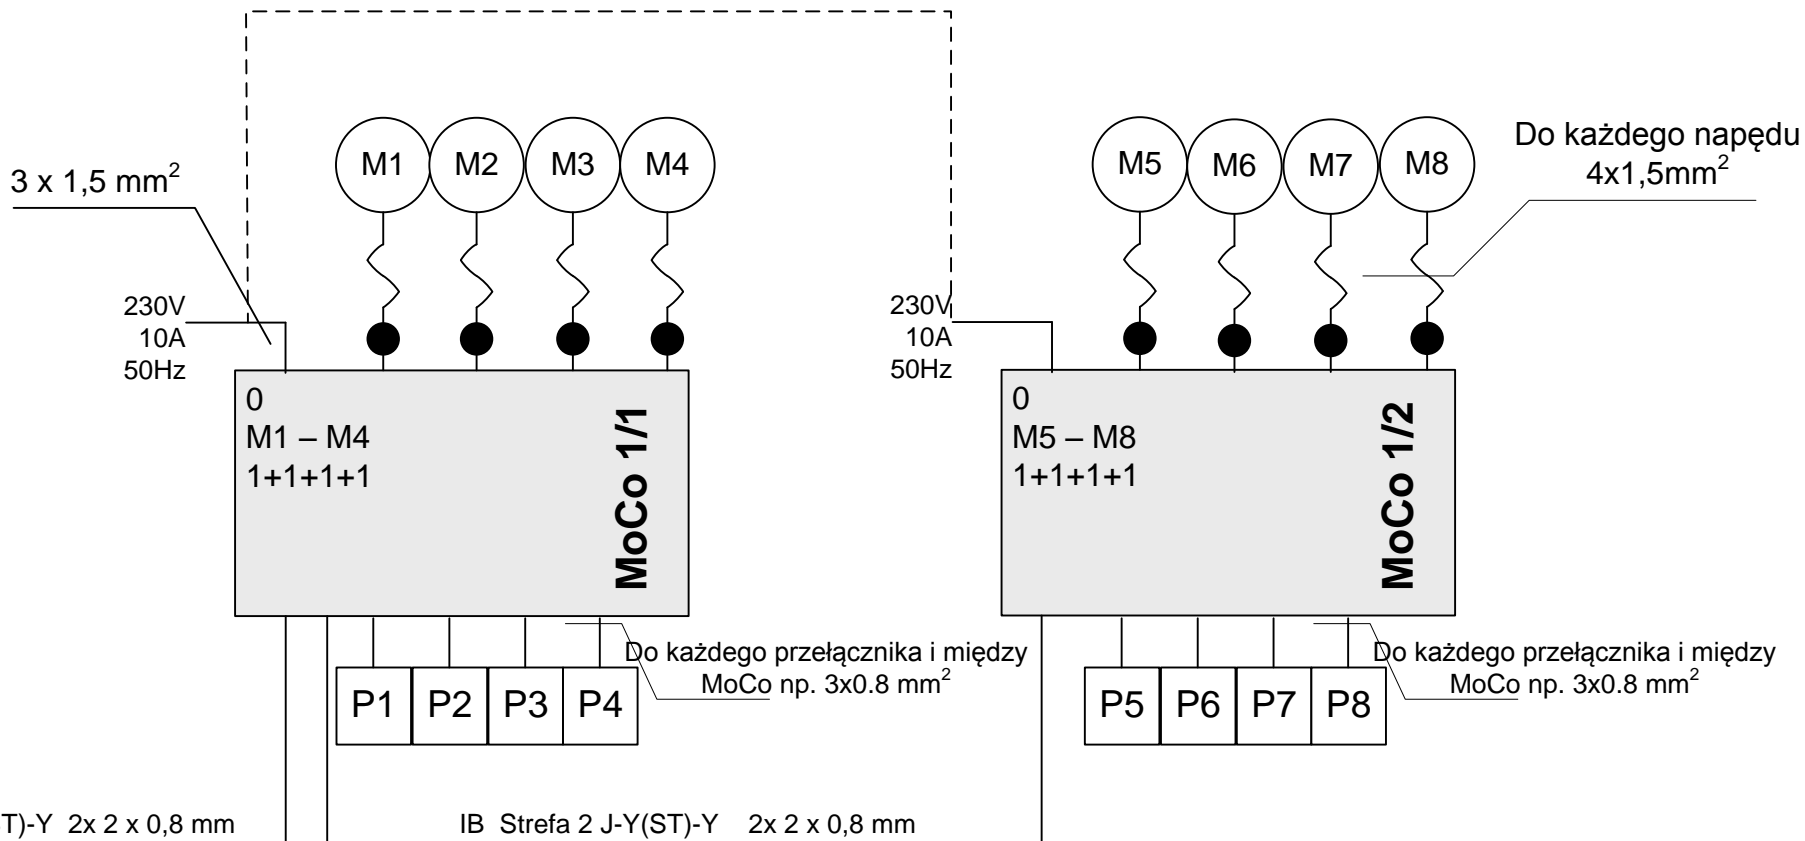 M1 M2 M3 M4
M5 M6 M7 M8
Do każdego napędu
4x1,5mm²
3 x 1,5 mm²
230V
10A
50Hz
230V
10A
50Hz
0
M1 – M4
1+1+1+1
MoCo 1/1
0
M5 – M8
1+1+1+1
MoCo 1/2
Do każdego przełącznika i między
MoCo np. 3x0.8 mm²
Do każdego przełącznika i między
MoCo np. 3x0.8 mm²
P1 P2 P3 P4
P5 P6 P7 P8
T)-Y 2x 2 x 0,8 mm
IB Strefa 2 J-Y(ST)-Y 2x 2 x 0,8 mm